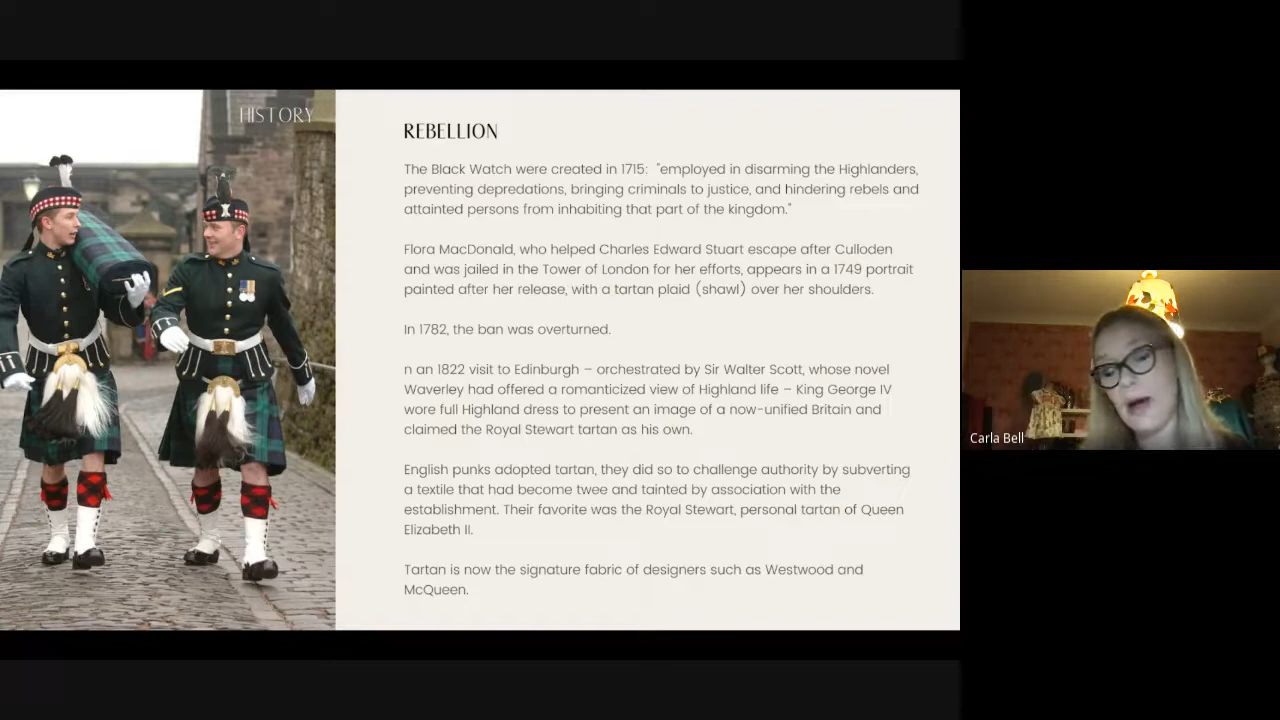 HISTORY
REBELLION
The Black Watch were created in 1715:  "employed in disarming the Highlanders,
preventing depredations, bringing criminals to justice, and hindering rebels and
attainted persons from inhabiting that part of the kingdom."
Flora MacDonald, who helped Charles Edward Stuart escape after Culloden
and was jailed in the Tower of London for her efforts, appears in a 1749 portrait
painted after her release, with a tartan plaid (shawl) over her shoulders.
In 1782, the ban was overturned.
n an 1822 visit to Edinburgh – orchestrated by Sir Walter Scott, whose novel
Waverley had offered a romanticized view of Highland life – King George IV
wore full Highland dress to present an image of a now-unified Britain and
claimed the Royal Stewart tartan as his own.
English punks adopted tartan, they did so to challenge authority by subverting
a textile that had become twee and tainted by association with the
establishment. Their favorite was the Royal Stewart, personal tartan of Queen
Elizabeth II.
Tartan is now the signature fabric of designers such as Westwood and
McQueen.
Carla Bell